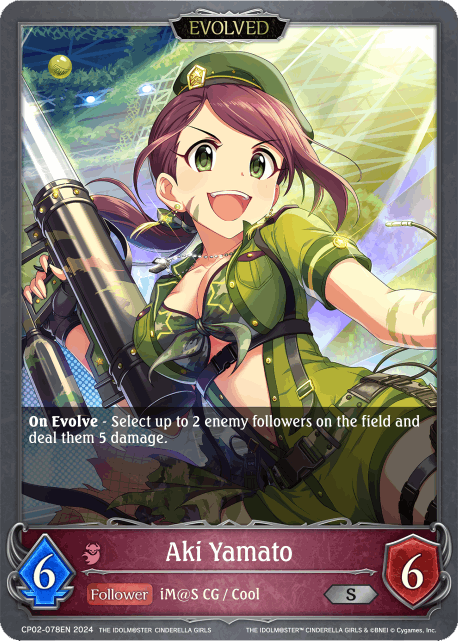 EVOLVED
On Evolve - Select up to 2 enemy followers on the field and
deal them 5 damage.
Aki Yamato
6
Follower iM@S CG / Cool
S
6
CP02-078EN 2024 THE IDOLM@STER CINDERELLA GIRLS THE IDOLM@STER™ CINDERELLA GIRLS & ©BNEI © Cygames, Inc.